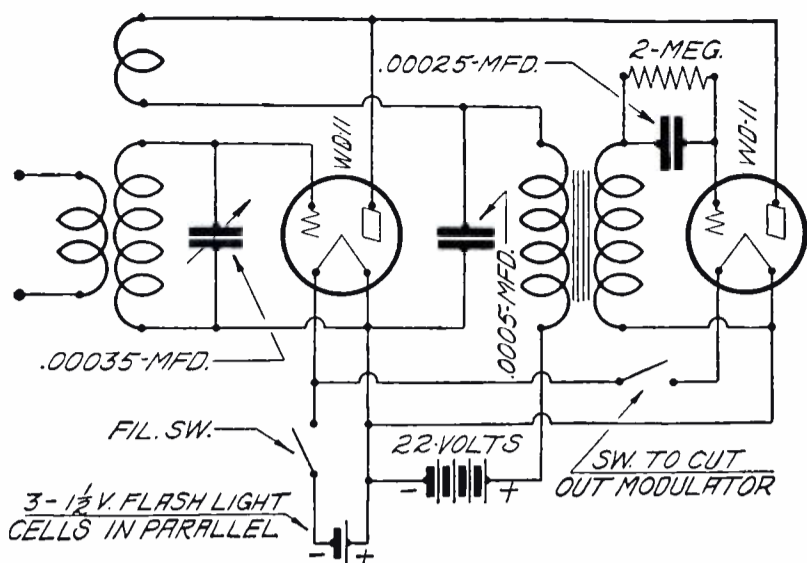 2-MEG.
.00025-MFD.
WD-11
WD-11
.0005-MFD.
.00035-MFD.
FIL. SW.
22-VOLTS
- +
SW. TO CUT
OUT MODULATOR
3-1½ V. FLASH LIGHT
CELLS IN PARALLEL
- +